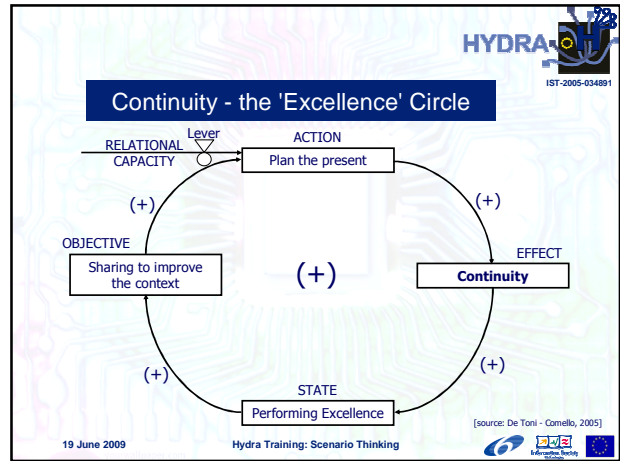 HYDRA
IST-2005-034891
Continuity - the 'Excellence' Circle
Lever
RELATIONAL
CAPACITY
ACTION
Plan the present
(+)
(+)
OBJECTIVE
Sharing to improve
the context
(+)
EFFECT
Continuity
(+)
(+)
STATE
Performing Excellence
[source: De Toni - Comello, 2005]
19 June 2009
Hydra Training: Scenario Thinking
Information Society